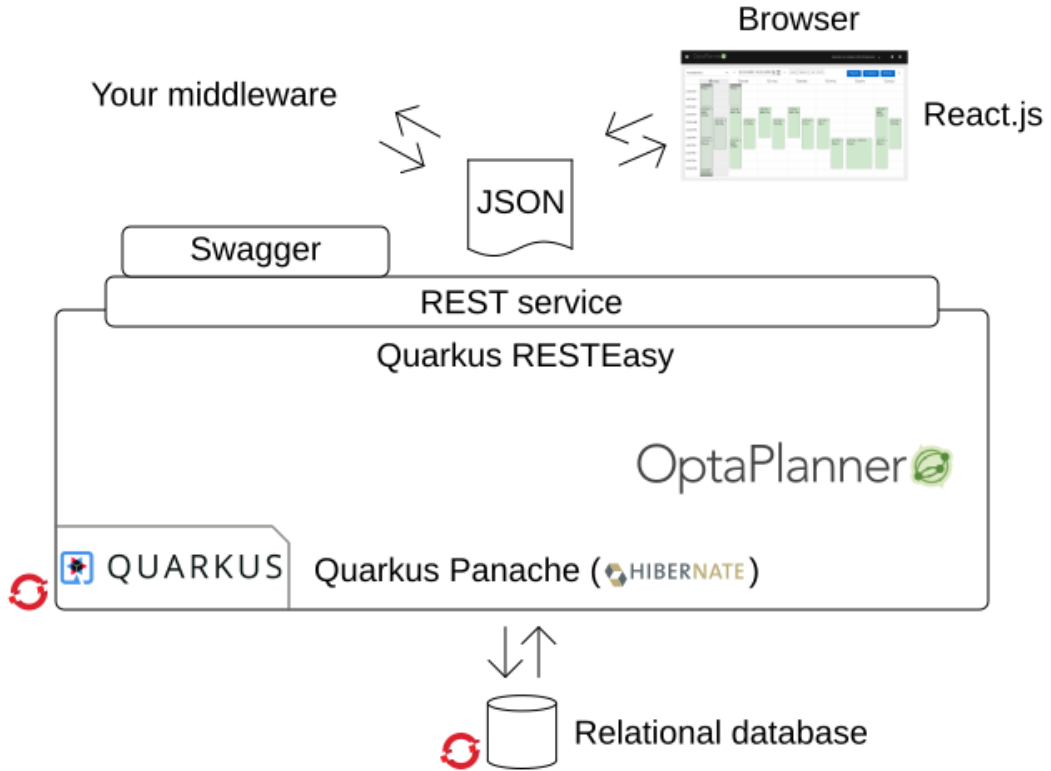 Browser
Your middleware
React.js
JSON
Swagger
REST service
Quarkus RESTEasy
OptaPlanner
QUARKUS
Quarkus Panache ( HIBERNATE )
Relational database